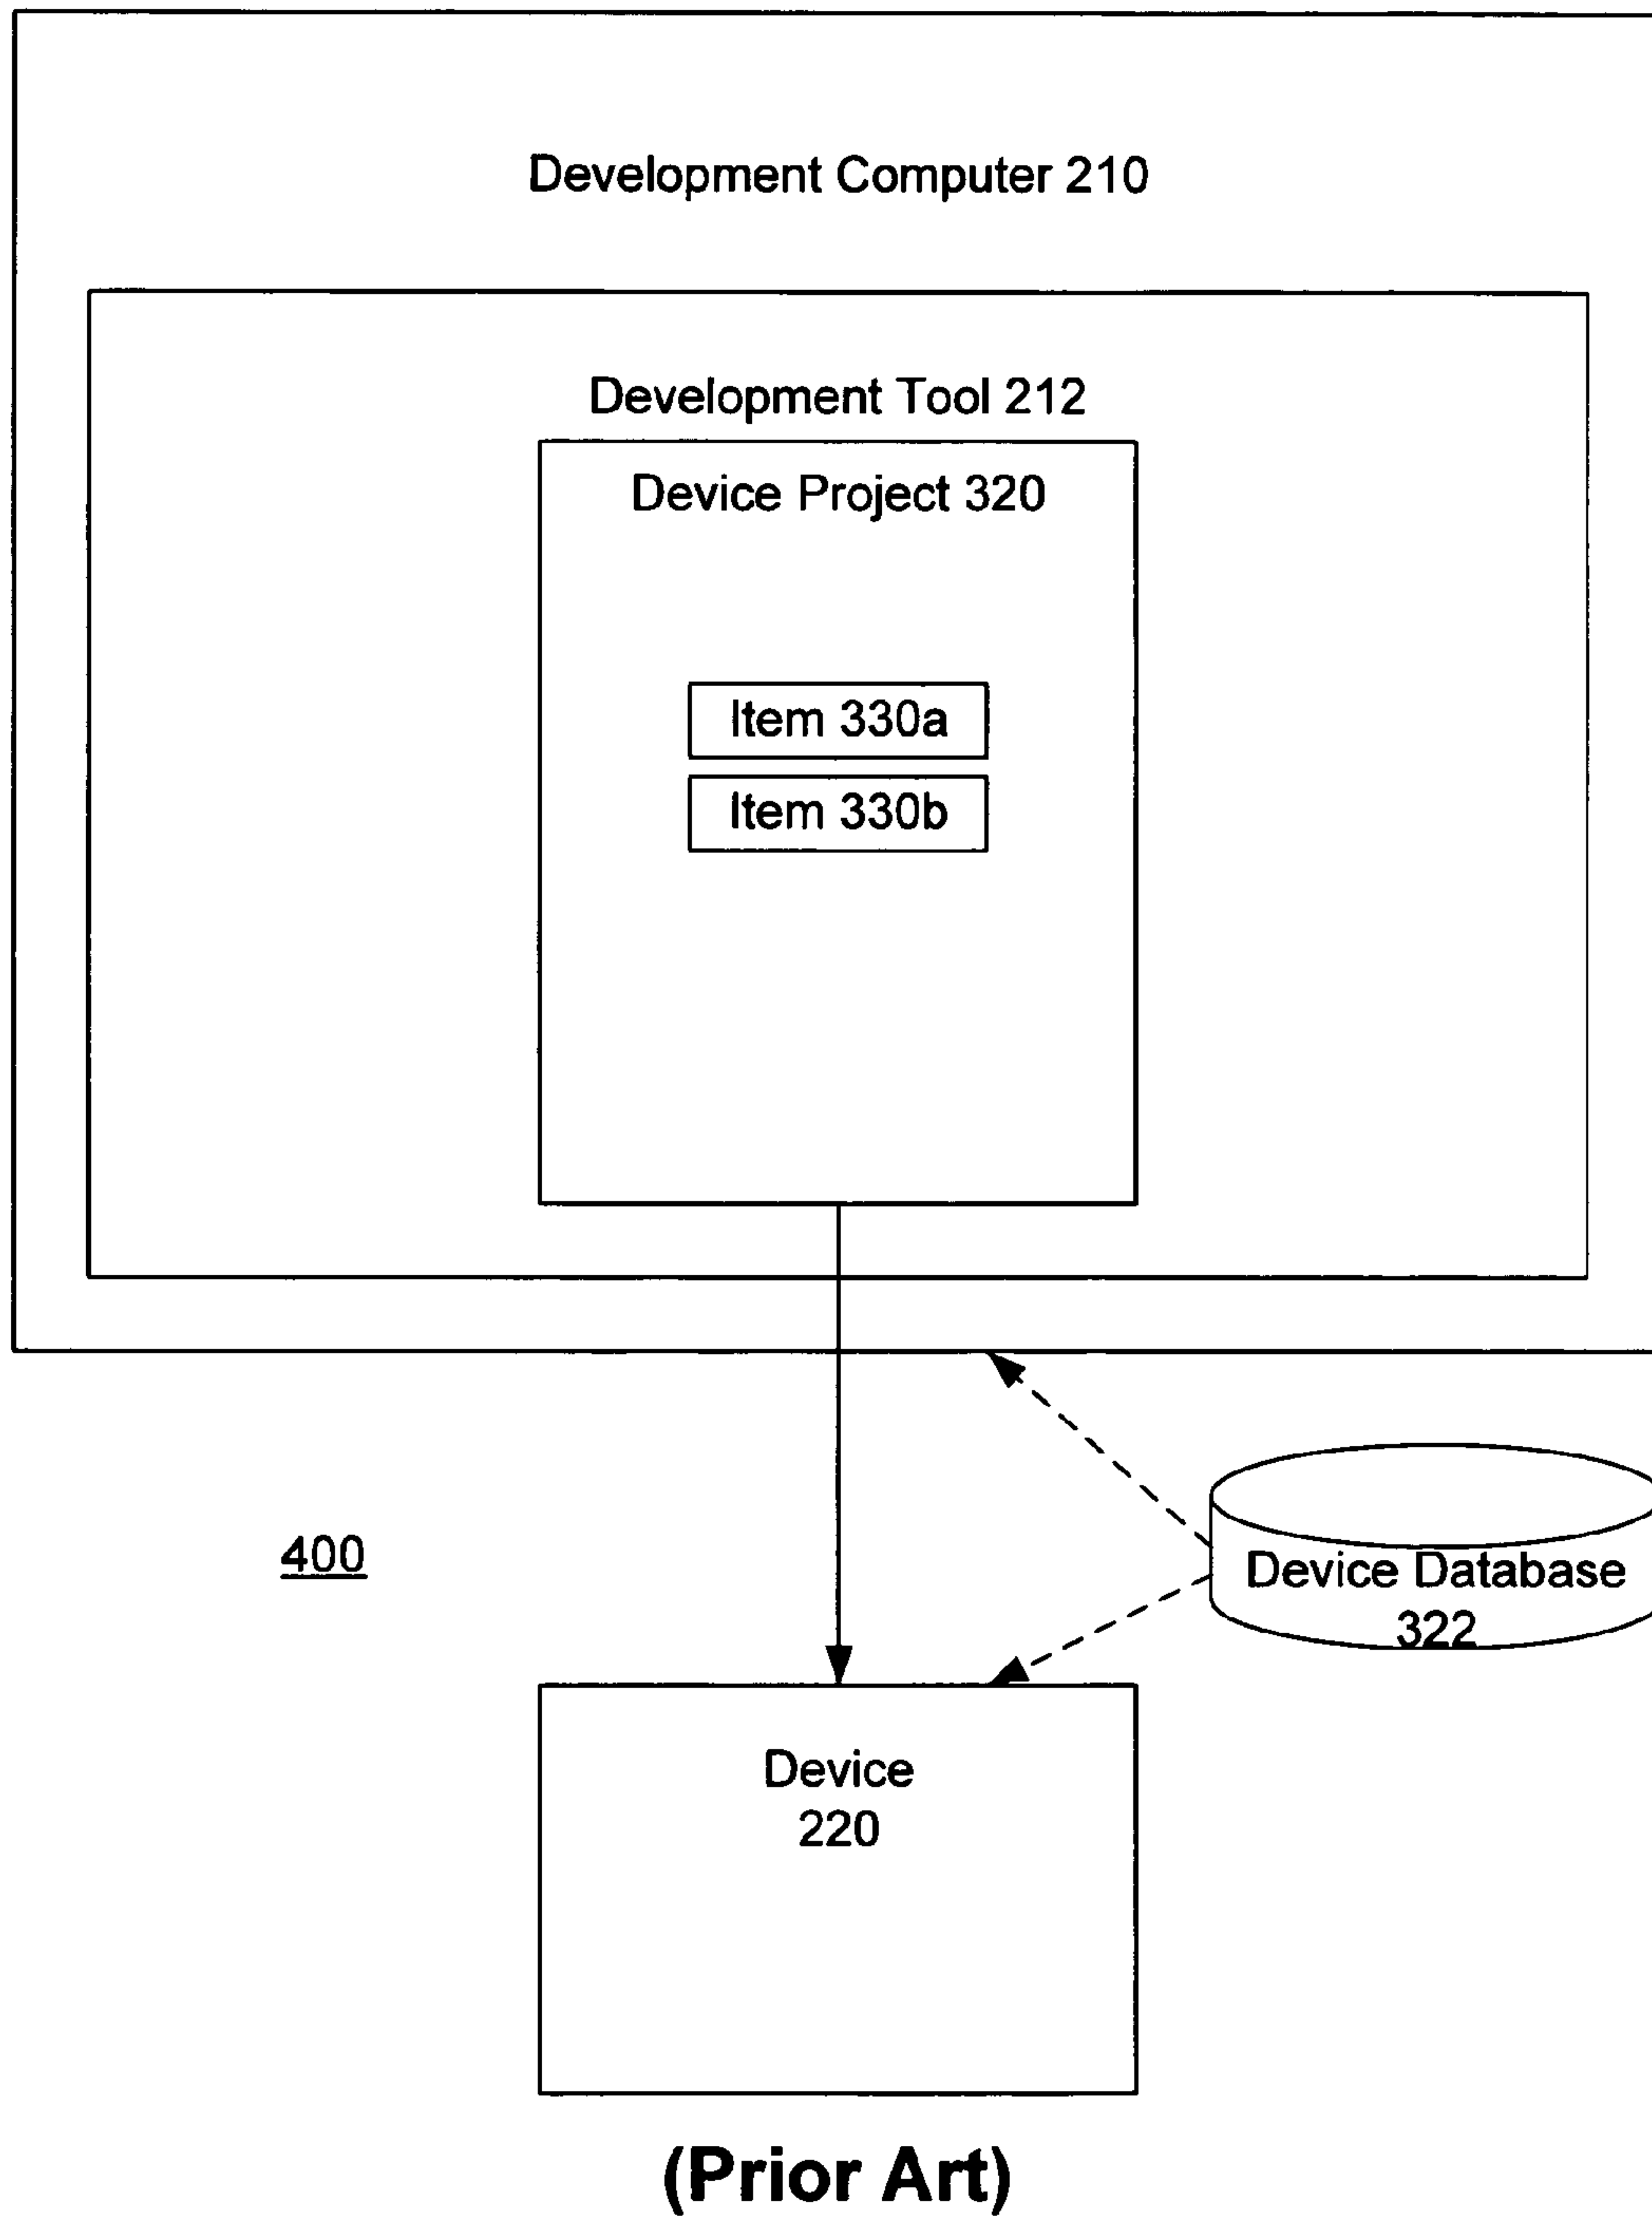 Development Computer 210
Development Tool 212
Device Project 320
Item 330a
Item 330b
400
Device Database
322
Device
220
(Prior Art)